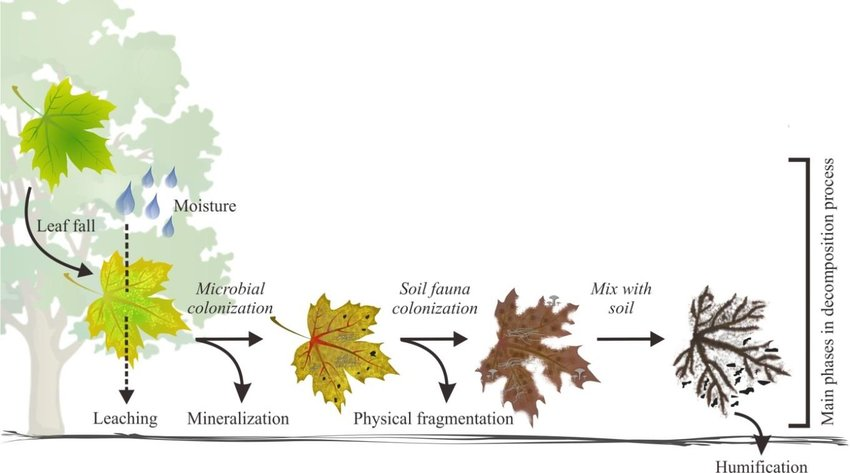 Moisture
Leaf fall
Microbial
colonization
Soil fauna
colonization
Mix with
soil
Leaching
Mineralization
Physical fragmentation
Humification
Main phases in decomposition process